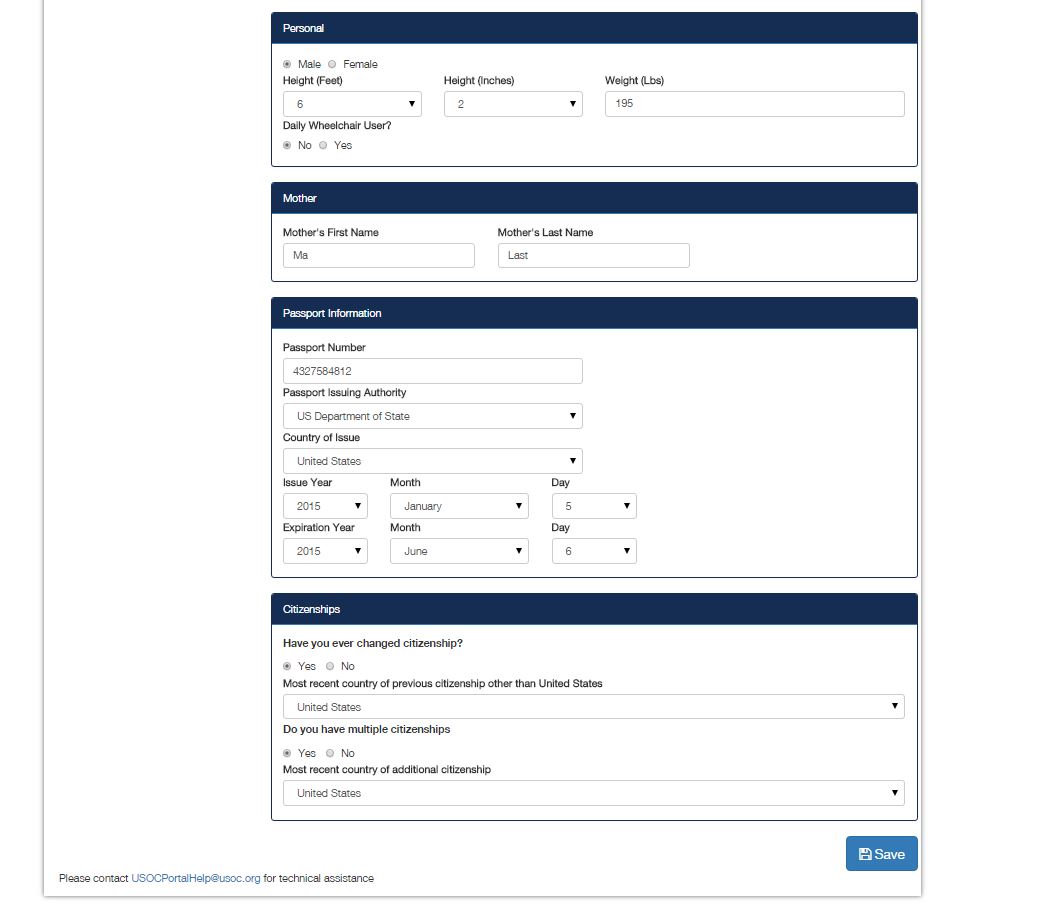 Personal
Male Female
Height (Feet) Height (Inches) Weight (Lbs)
6 2 195
Daily Wheelchair User?
No Yes
Mother
Mother's First Name Mother's Last Name
Ma Last
Passport Information
Passport Number
4327584812
Passport Issuing Authority
US Department of State
Country of Issue
United States
Issue Year Month Day
2015 January 5
Expiration Year Month Day
2015 June 6
Citizenships
Have you ever changed citizenship?
Yes No
Most recent country of previous citizenship other than United States
United States
Do you have multiple citizenships
Yes No
Most recent country of additional citizenship
United States
Save
Please contact USOCPortalHelp@usoc.org for technical assistance